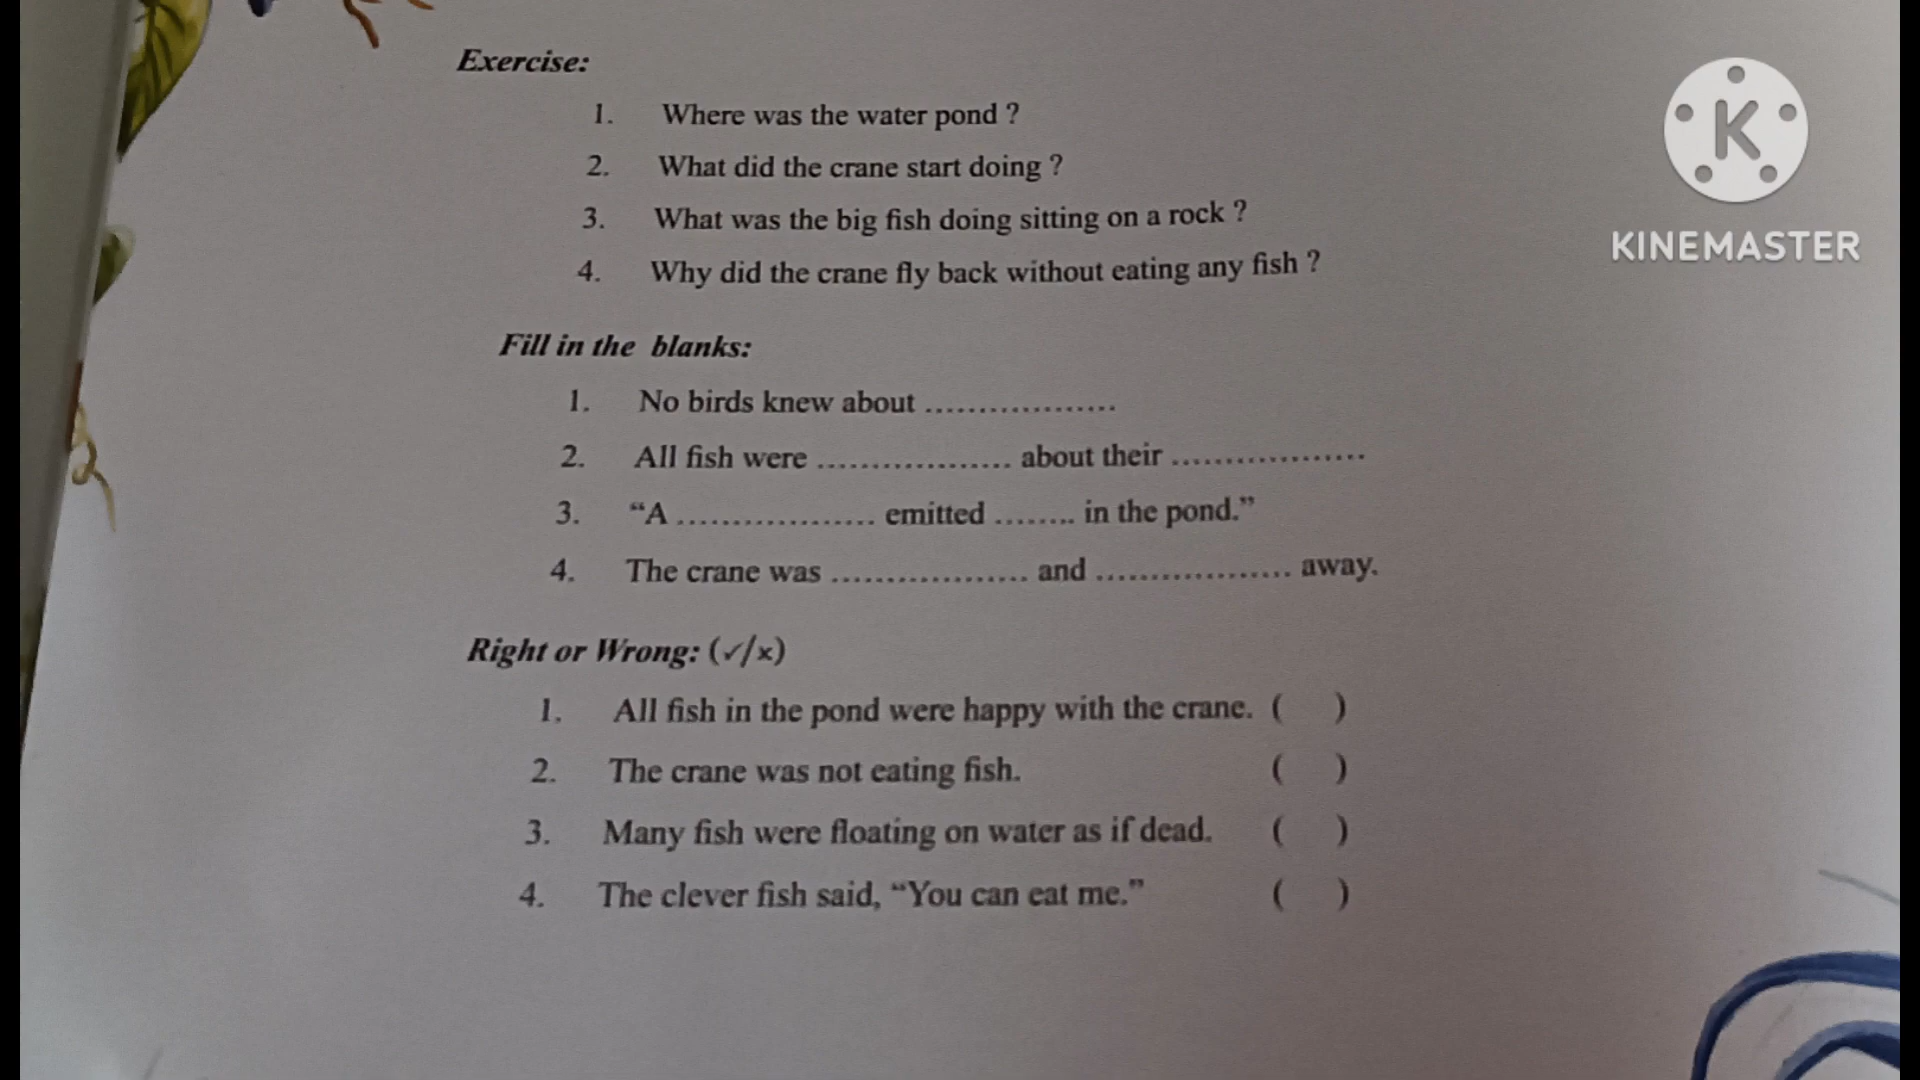 Exercise:
1. Where was the water pond ?
2. What did the crane start doing ?
3. What was the big fish doing sitting on a rock ?
4. Why did the crane fly back without eating any fish ?
Fill in the blanks:
1. No birds knew about ..................
2. All fish were .................. about their ..................
3. “A .................. emitted ........ in the pond.”
4. The crane was .................. and .................. away.
Right or Wrong: (✓/×)
1. All fish in the pond were happy with the crane. ( )
2. The crane was not eating fish. ( )
3. Many fish were floating on water as if dead. ( )
4. The clever fish said, “You can eat me.” ( )
K
KINEMASTER